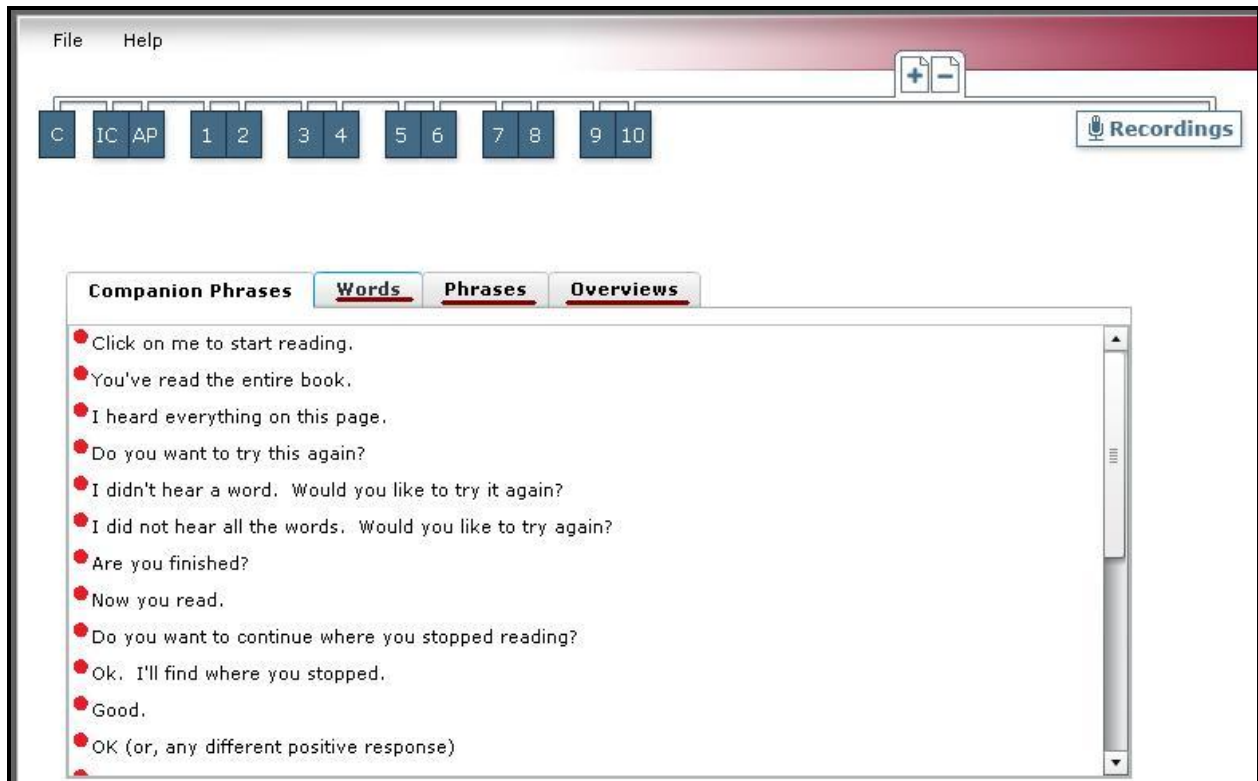 File Help
+ −
C IC AP 1 2 3 4 5 6 7 8 9 10
Recordings
Companion Phrases Words Phrases Overviews
Click on me to start reading.
You've read the entire book.
I heard everything on this page.
Do you want to try this again?
I didn't hear a word.  Would you like to try it again?
I did not hear all the words.  Would you like to try again?
Are you finished?
Now you read.
Do you want to continue where you stopped reading?
Ok.  I'll find where you stopped.
Good.
OK (or, any different positive response)